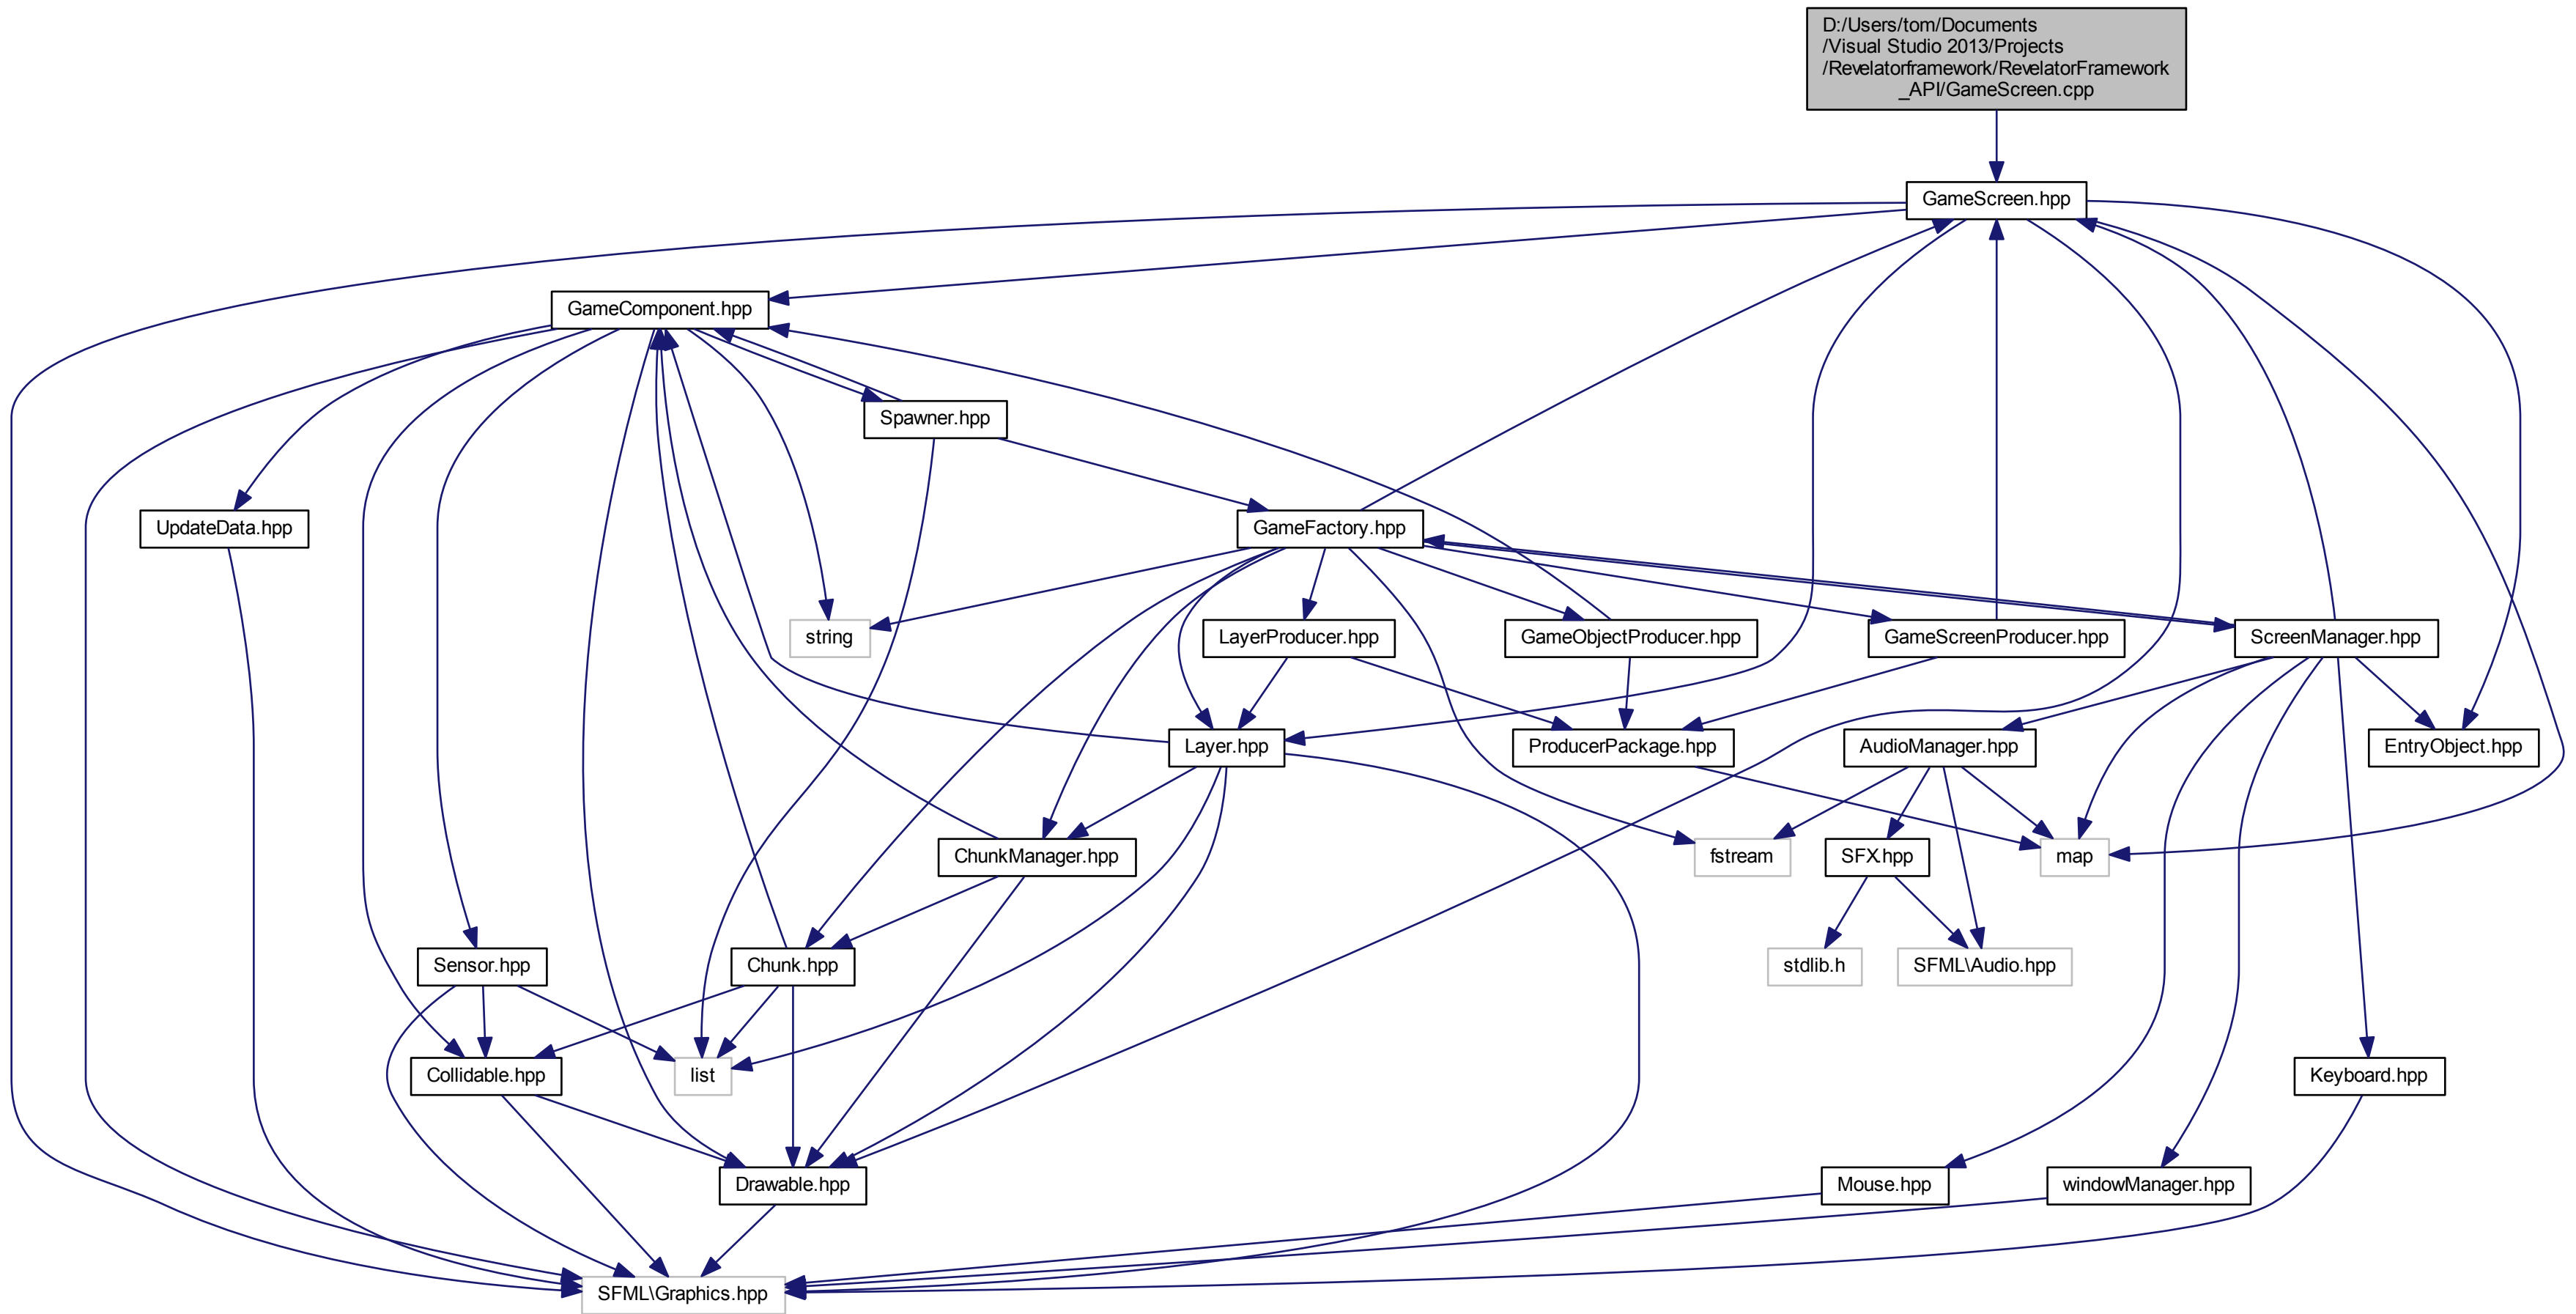 D:/Users/tom/Documents
/Visual Studio 2013/Projects
/Revelatorframework/RevelatorFramework
_API/GameScreen.cpp
GameScreen.hpp
GameComponent.hpp
Spawner.hpp
UpdateData.hpp
GameFactory.hpp
string
LayerProducer.hpp
GameObjectProducer.hpp
GameScreenProducer.hpp
ScreenManager.hpp
Layer.hpp
ProducerPackage.hpp
AudioManager.hpp
EntryObject.hpp
ChunkManager.hpp
fstream
SFX.hpp
map
Sensor.hpp
Chunk.hpp
stdlib.h
SFML\Audio.hpp
Collidable.hpp
list
Keyboard.hpp
Drawable.hpp
Mouse.hpp
windowManager.hpp
SFML\Graphics.hpp